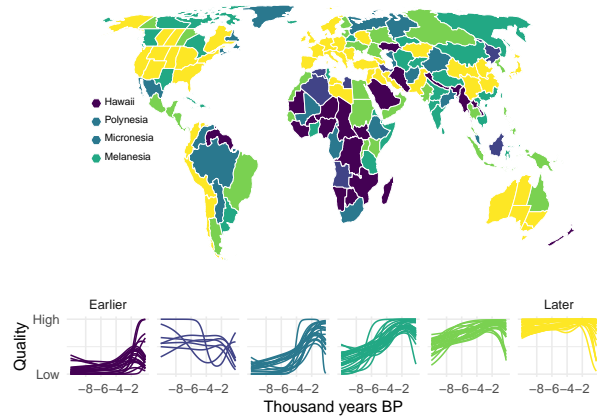 Hawaii
Polynesia
Micronesia
Melanesia
Earlier
Later
Quality
High
Low
−8−6−4−2
−8−6−4−2
−8−6−4−2
−8−6−4−2
−8−6−4−2
−8−6−4−2
Thousand years BP